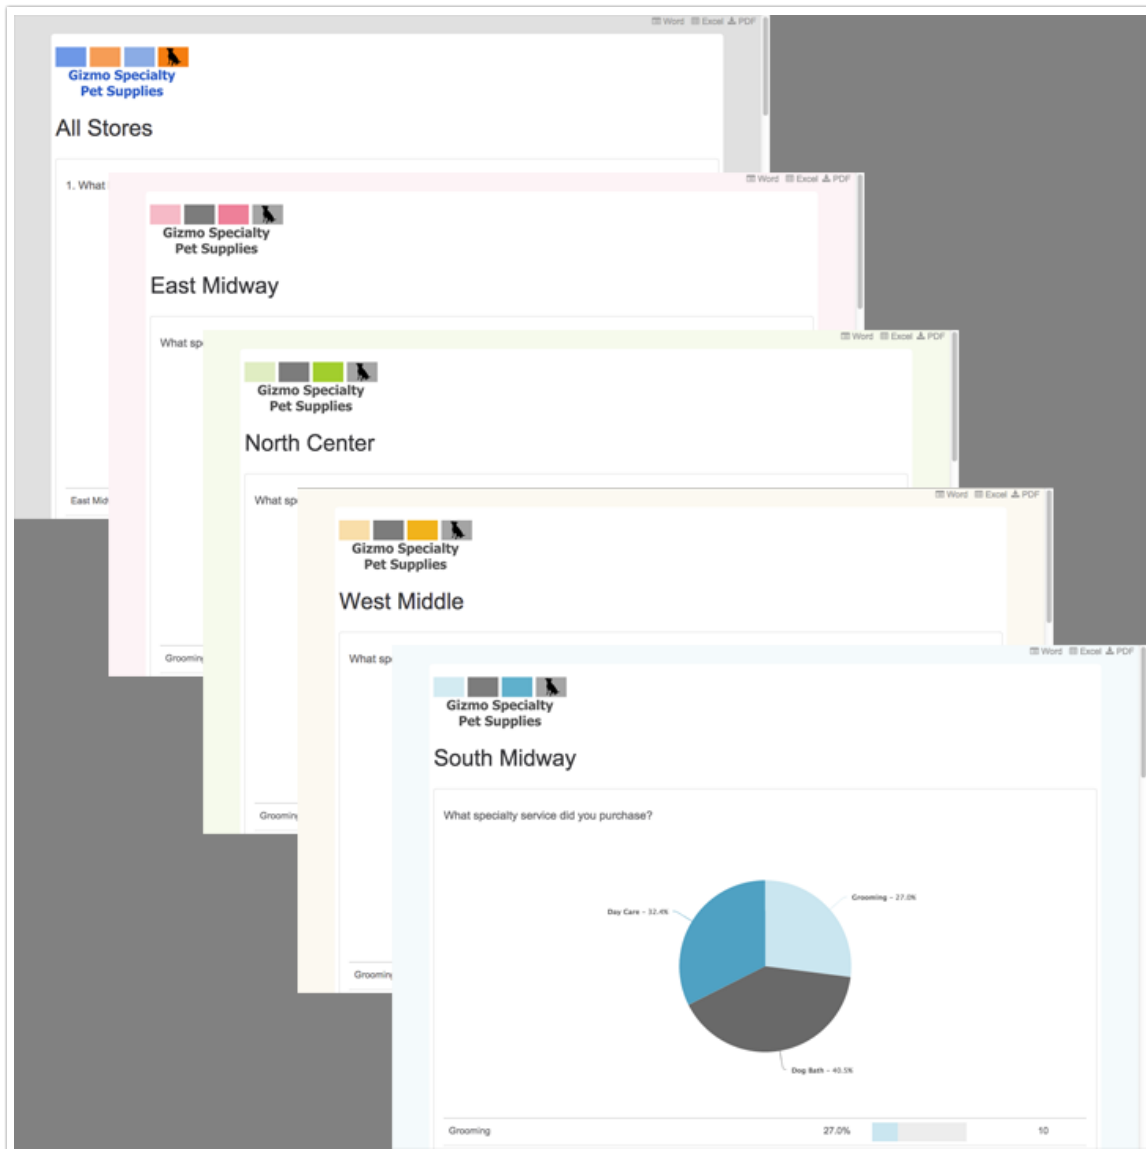 Word Excel PDF
Gizmo Specialty
Pet Supplies
All Stores
1. What
East Mid
Word Excel PDF
Gizmo Specialty
Pet Supplies
East Midway
What sp
Grooming
Word Excel PDF
Gizmo Specialty
Pet Supplies
North Center
What sp
Grooming
Word Excel PDF
Gizmo Specialty
Pet Supplies
West Middle
What sp
Grooming
Word Excel PDF
Gizmo Specialty
Pet Supplies
South Midway
What specialty service did you purchase?
Grooming - 27.0%
Day Care - 32.4%
Dog Bath - 40.5%
Grooming 27.0% 10